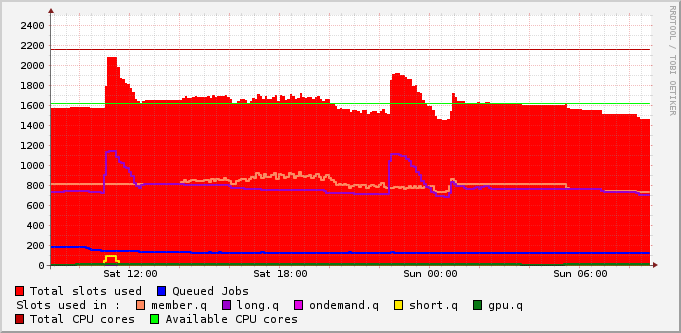 RRDTOOL / TOBI OETIKER
2400
2200
2000
1800
1600
1400
1200
1000
800
600
400
200
0
Sat 12:00 Sat 18:00 Sun 00:00 Sun 06:00
Total slots used Queued Jobs
Slots used in : member.q long.q ondemand.q short.q gpu.q
Total CPU cores Available CPU cores